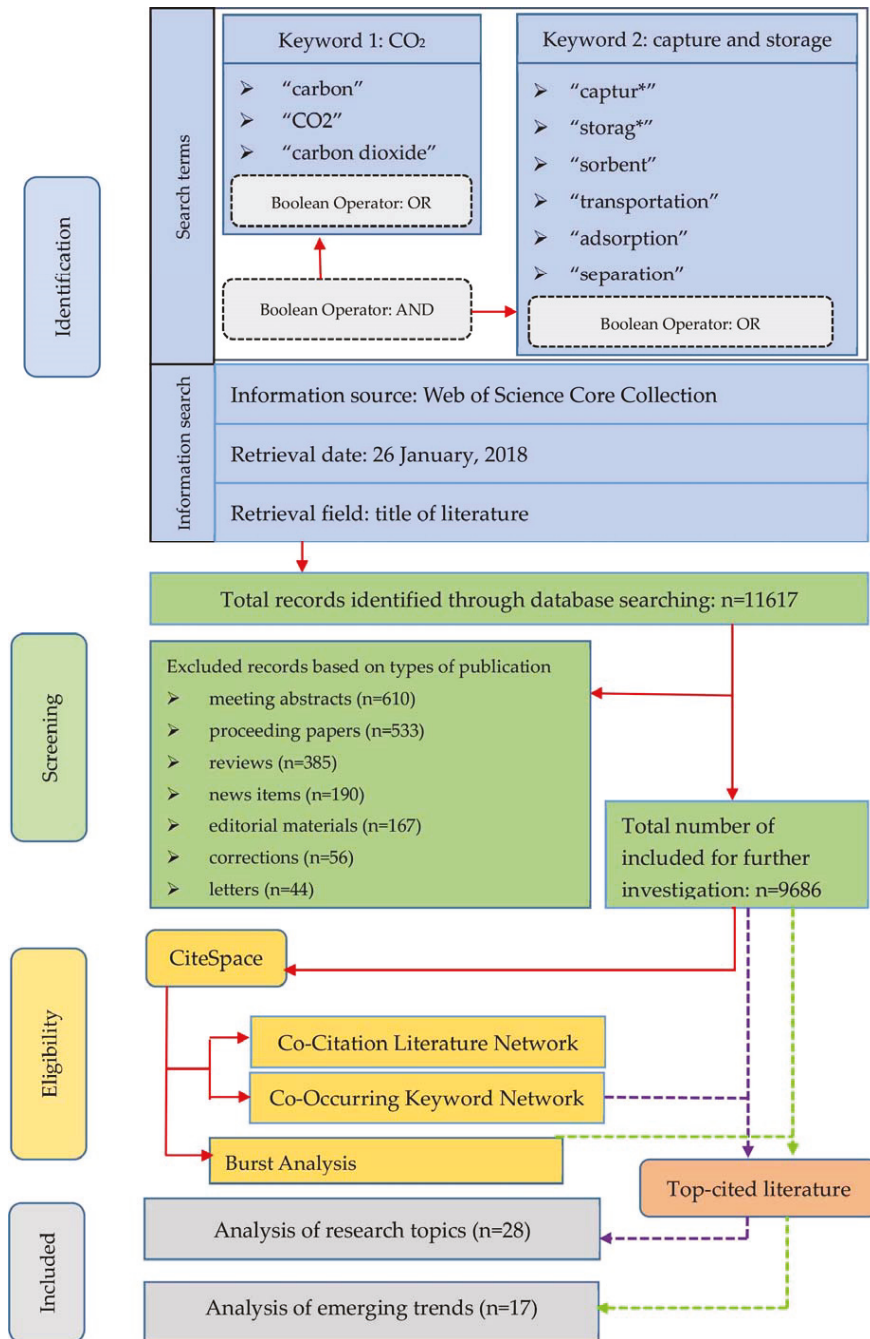 Identification
Search terms
Keyword 1: CO₂
➢ “carbon”
➢ “CO2”
➢ “carbon dioxide”
Boolean Operator: OR
Boolean Operator: AND
Keyword 2: capture and storage
➢ “captur*”
➢ “storag*”
➢ “sorbent”
➢ “transportation”
➢ “adsorption”
➢ “separation”
Boolean Operator: OR
Information search
Information source: Web of Science Core Collection
Retrieval date: 26 January, 2018
Retrieval field: title of literature
Screening
Total records identified through database searching: n=11617
Excluded records based on types of publication
➢ meeting abstracts (n=610)
➢ proceeding papers (n=533)
➢ reviews (n=385)
➢ news items (n=190)
➢ editorial materials (n=167)
➢ corrections (n=56)
➢ letters (n=44)
Total number of
included for further
investigation: n=9686
Eligibility
CiteSpace
Co-Citation Literature Network
Co-Occurring Keyword Network
Burst Analysis
Top-cited literature
Included
Analysis of research topics (n=28)
Analysis of emerging trends (n=17)